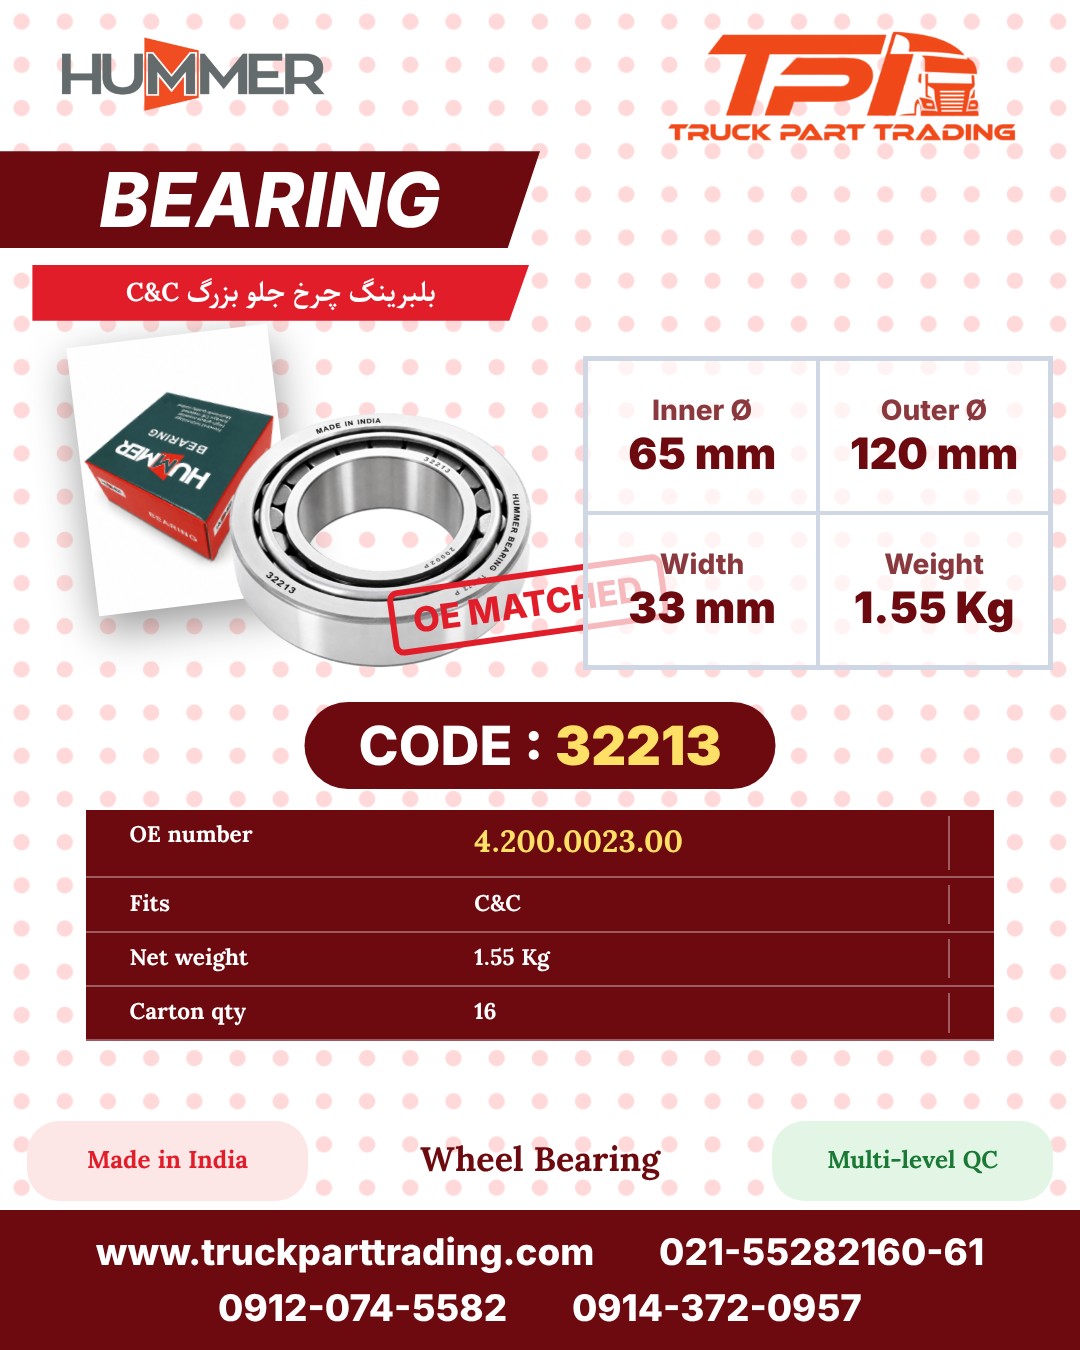 HUMMER
TPT
TRUCK PART TRADING
BEARING
بلبرینگ چرخ جلو بزرگ C&C
HUMMER
BEARING
BEARING
MADE IN INDIA
32213
HUMMER BEARING
32213
OE MATCHED
Inner Ø
65 mm
Outer Ø
120 mm
Width
33 mm
Weight
1.55 Kg
CODE : 32213
OE number 4.200.0023.00
Fits C&C
Net weight 1.55 Kg
Carton qty 16
Made in India
Wheel Bearing
Multi-level QC
www.truckparttrading.com 021-55282160-61
0912-074-5582 0914-372-0957